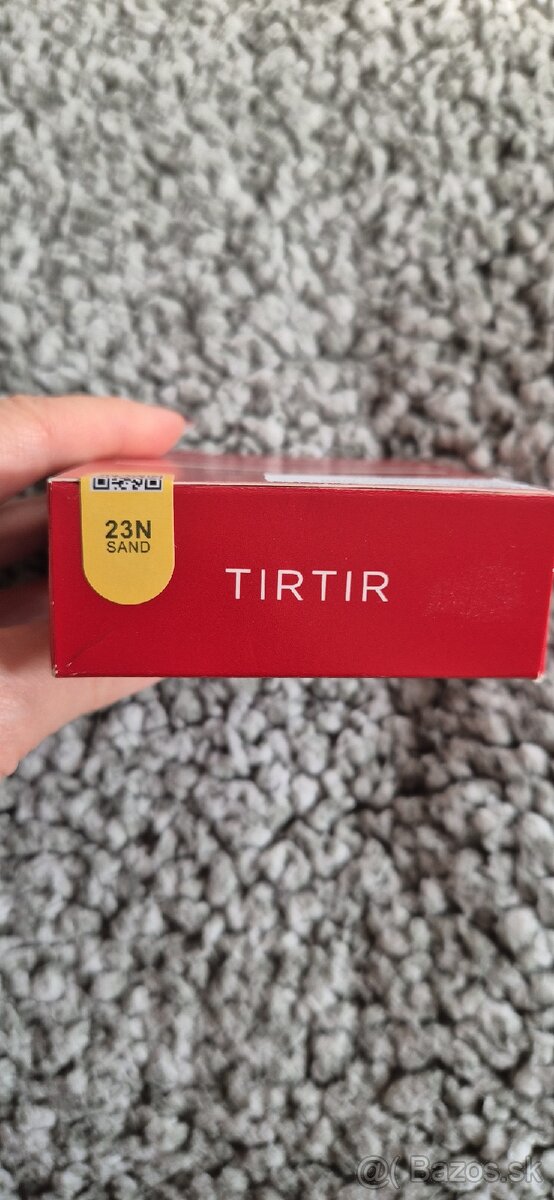 23N
SAND
TIRTIR
@( Bazos.sk